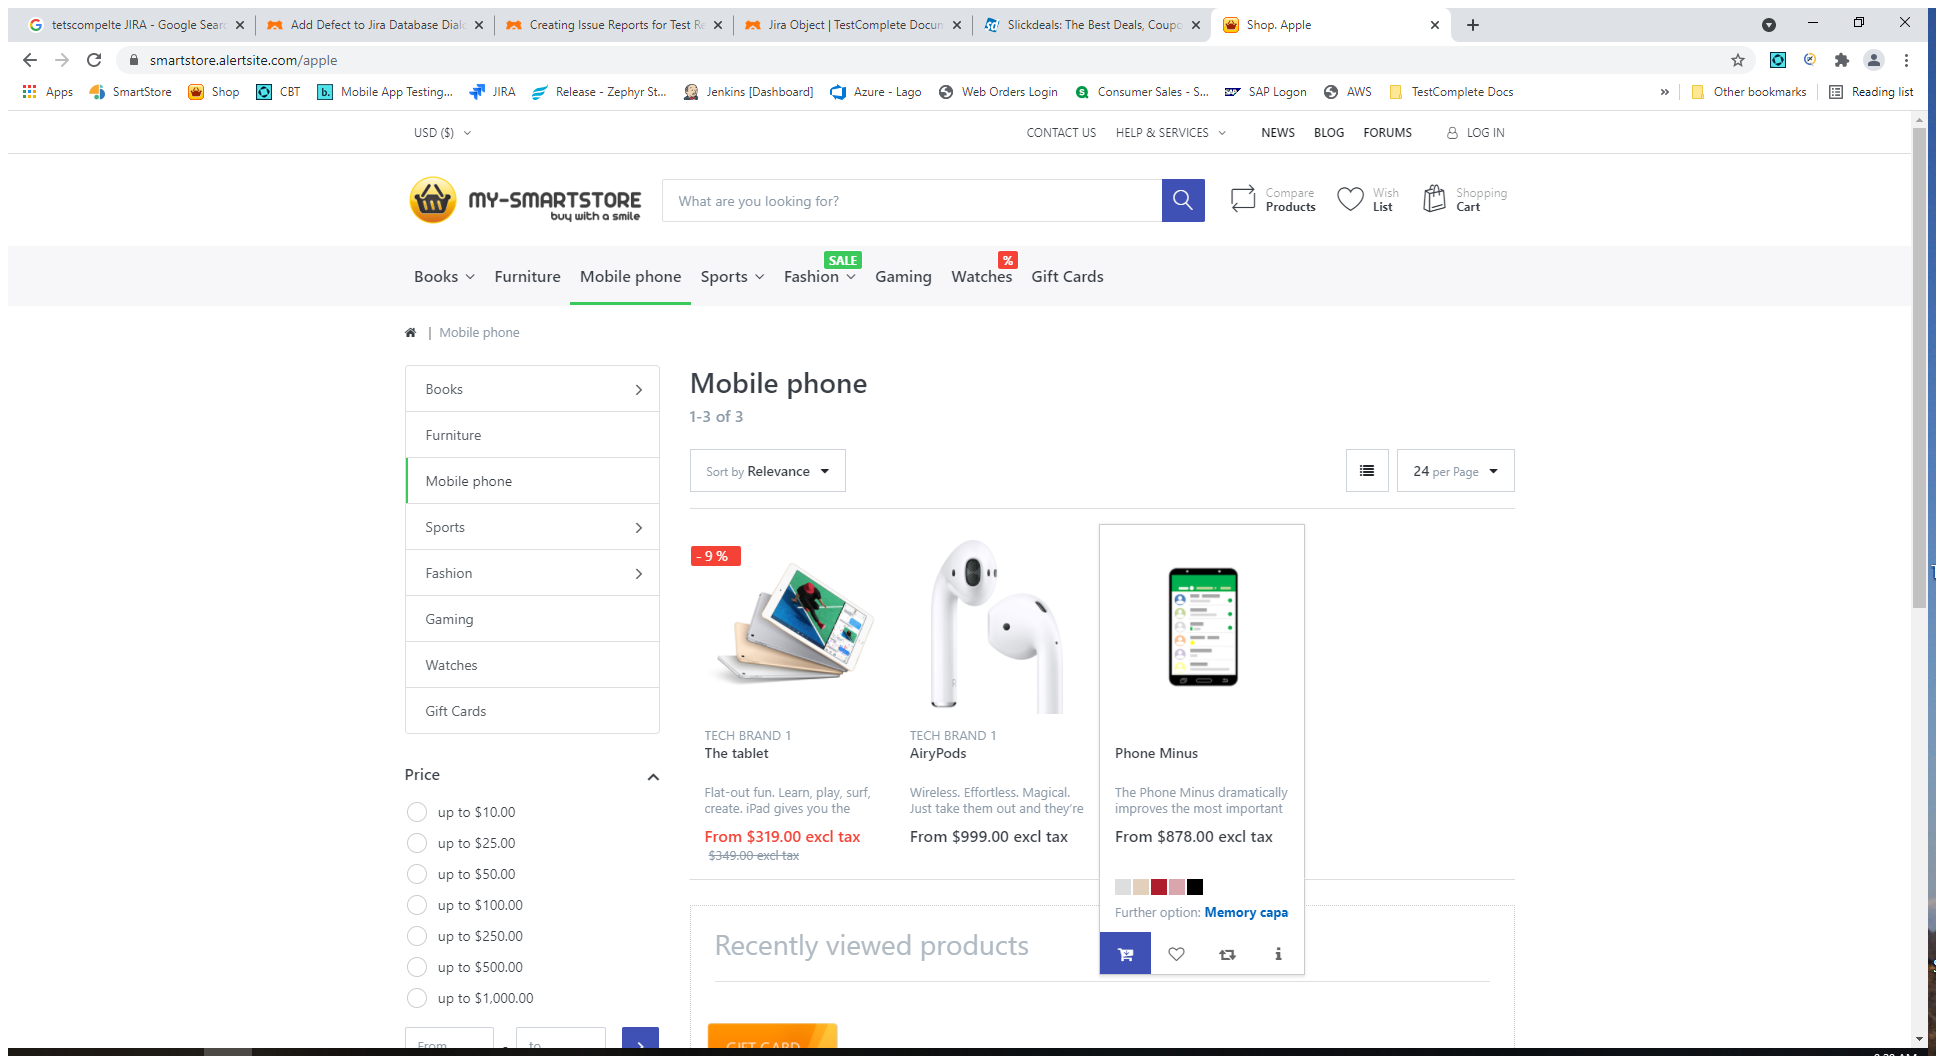 tetscompelte JIRA - Google Sear
Add Defect to Jira Database Dial
Creating Issue Reports for Test R
Jira Object | TestComplete Docun
Slickdeals: The Best Deals, Coupo
Shop. Apple
smartstore.alertsite.com/apple
Apps
SmartStore
Shop
CBT
b.
Mobile App Testing...
JIRA
Release - Zephyr St...
Jenkins [Dashboard]
Azure - Lago
Web Orders Login
Consumer Sales - S...
SAP Logon
AWS
TestComplete Docs
»
Other bookmarks
Reading list
USD ($)
CONTACT US
HELP & SERVICES
NEWS
BLOG
FORUMS
LOG IN
MY-SMARTSTORE
buy with a smile
What are you looking for?
Compare
Products
Wish
List
Shopping
Cart
SALE
%
Books
Furniture
Mobile phone
Sports
Fashion
Gaming
Watches
Gift Cards
| Mobile phone
Books
Furniture
Mobile phone
Sports
Fashion
Gaming
Watches
Gift Cards
Price
up to $10.00
up to $25.00
up to $50.00
up to $100.00
up to $250.00
up to $500.00
up to $1,000.00
From
-
to
Mobile phone
1-3 of 3
Sort by Relevance
24 per Page
- 9 %
TECH BRAND 1
The tablet
Flat-out fun. Learn, play, surf,
create. iPad gives you the
From $319.00 excl tax
$349.00 excl tax
TECH BRAND 1
AiryPods
Wireless. Effortless. Magical.
Just take them out and they're
From $999.00 excl tax
Phone Minus
The Phone Minus dramatically
improves the most important
From $878.00 excl tax
Further option: Memory capa
Recently viewed products
GIFT CARD